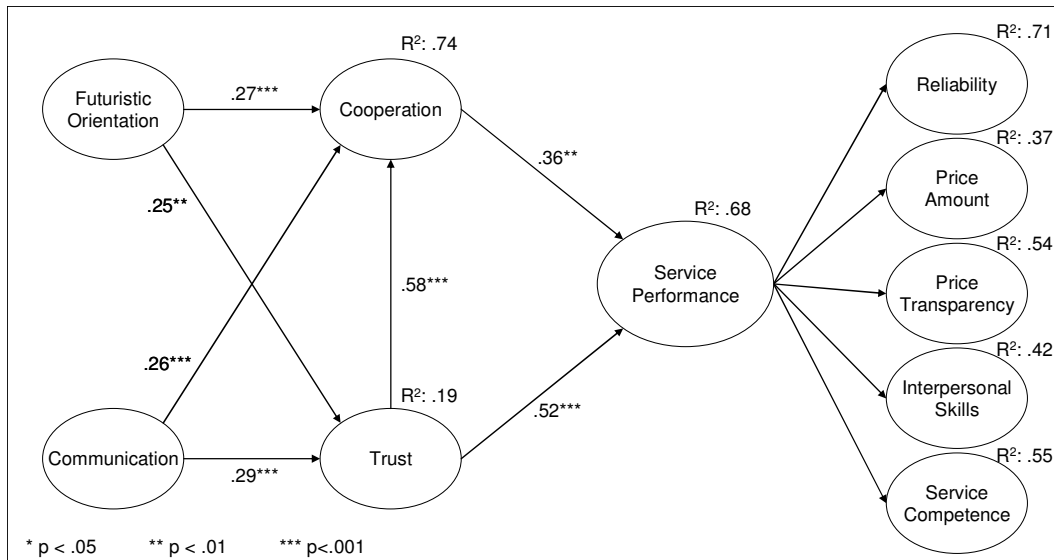 R²: .74
Futuristic
Orientation
.27***
Cooperation
.25**
.36**
.26***
.58***
R²: .19
Communication
.29***
Trust
.52***
R²: .68
Service
Performance
R²: .71
Reliability
R²: .37
Price
Amount
R²: .54
Price
Transparency
R²: .42
Interpersonal
Skills
R²: .55
Service
Competence
* p < .05 ** p < .01 *** p<.001